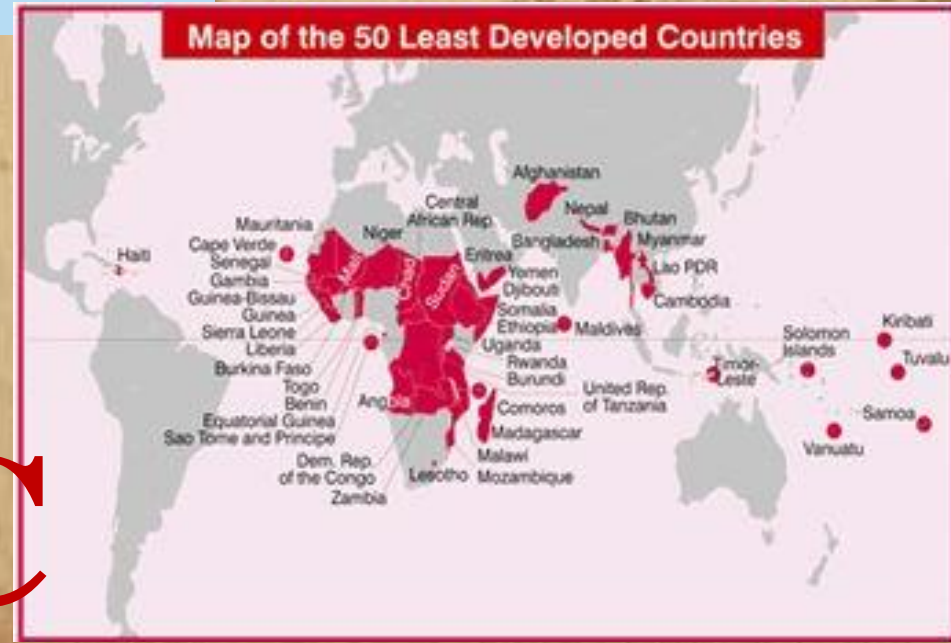 Map of the 50 Least Developed Countries
Afghanistan
Nepal
Bhutan
Bangladesh
Myanmar
Lao PDR
Cambodia
Central
African Rep.
Mauritania
Niger
Cape Verde
Senegal
Gambia
Guinea-Bissau
Guinea
Sierra Leone
Liberia
Burkina Faso
Togo
Benin
Equatorial Guinea
Sao Tome and Principe
Haiti
Mali
Chad
Sudan
Eritrea
Yemen
Djibouti
Somalia
Ethiopia
Maldives
Uganda
Rwanda
Burundi
United Rep.
of Tanzania
Angola
Comoros
Madagascar
Malawi
Mozambique
Dem. Rep.
of the Congo
Zambia
Lesotho
Timor-
Leste
Solomon
Islands
Kiribati
Tuvalu
Samoa
Vanuatu
C